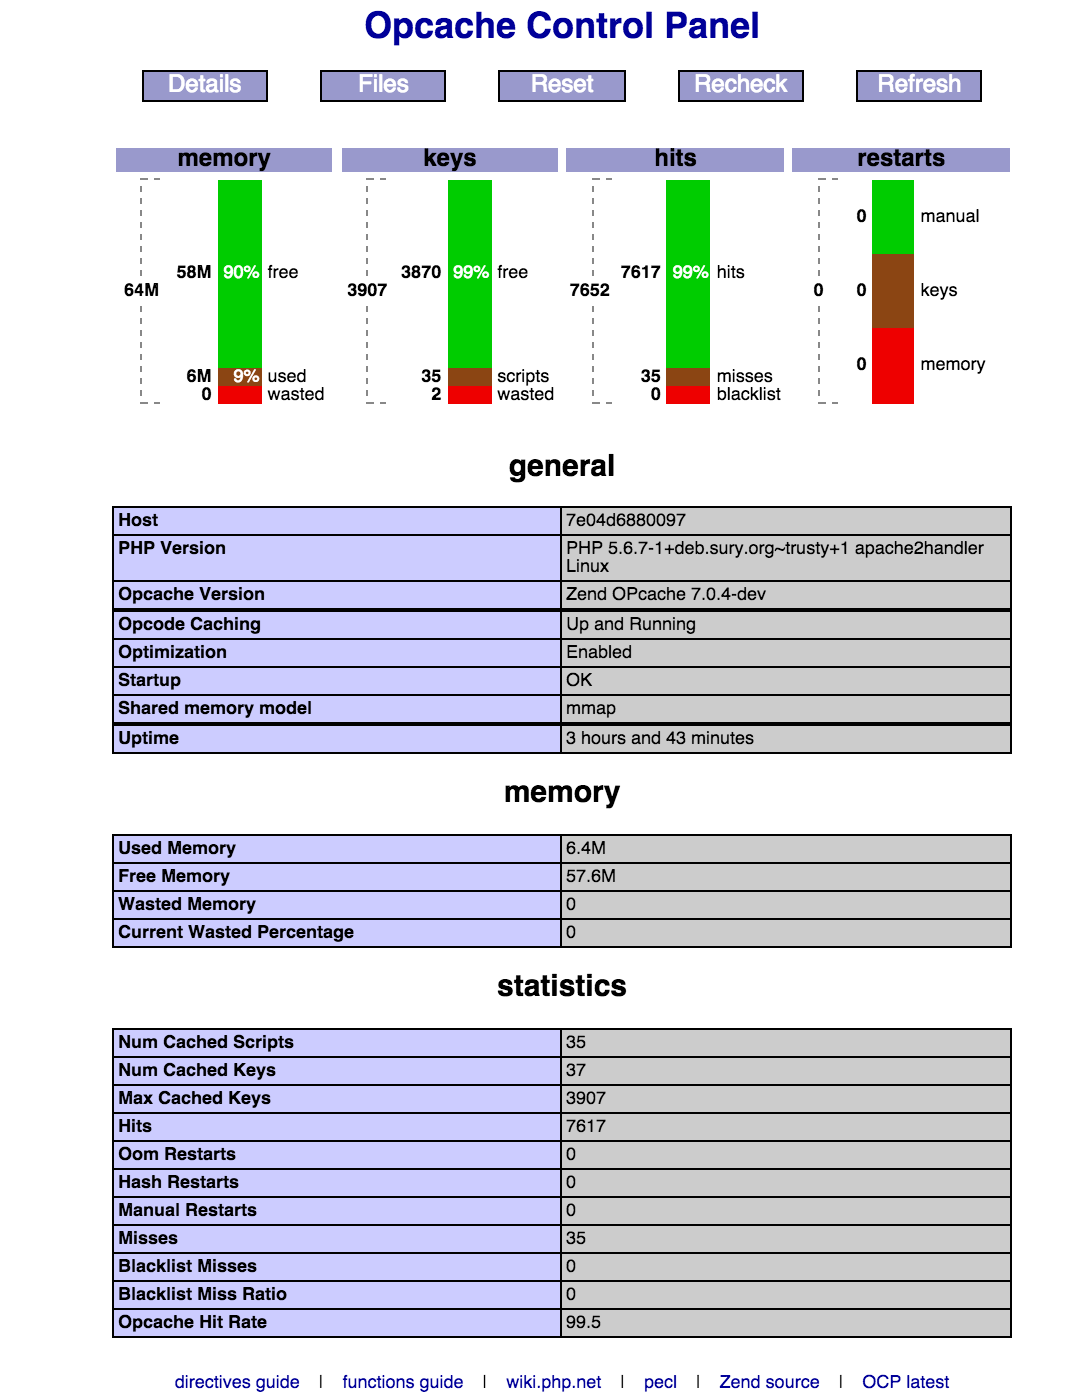 Opcache Control Panel
Details Files Reset Recheck Refresh
memory keys hits restarts
64M 58M 90% free
6M 9% used
0 wasted
3907 3870 99% free
35 scripts
2 wasted
7652 7617 99% hits
35 misses
0 blacklist
0 0 manual
0 keys
0 memory
general
Host 7e04d6880097
PHP Version PHP 5.6.7-1+deb.sury.org~trusty+1 apache2handler
Linux
Opcache Version Zend OPcache 7.0.4-dev
Opcode Caching Up and Running
Optimization Enabled
Startup OK
Shared memory model mmap
Uptime 3 hours and 43 minutes
memory
Used Memory 6.4M
Free Memory 57.6M
Wasted Memory 0
Current Wasted Percentage 0
statistics
Num Cached Scripts 35
Num Cached Keys 37
Max Cached Keys 3907
Hits 7617
Oom Restarts 0
Hash Restarts 0
Manual Restarts 0
Misses 35
Blacklist Misses 0
Blacklist Miss Ratio 0
Opcache Hit Rate 99.5
directives guide | functions guide | wiki.php.net | pecl | Zend source | OCP latest